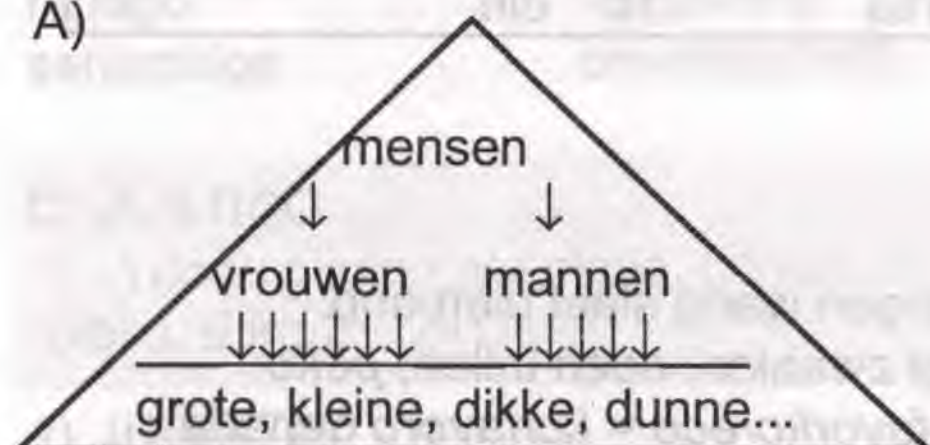 A)
mensen
↓ ↓
vrouwen mannen
↓↓↓↓↓↓ ↓↓↓↓↓
grote, kleine, dikke, dunne...